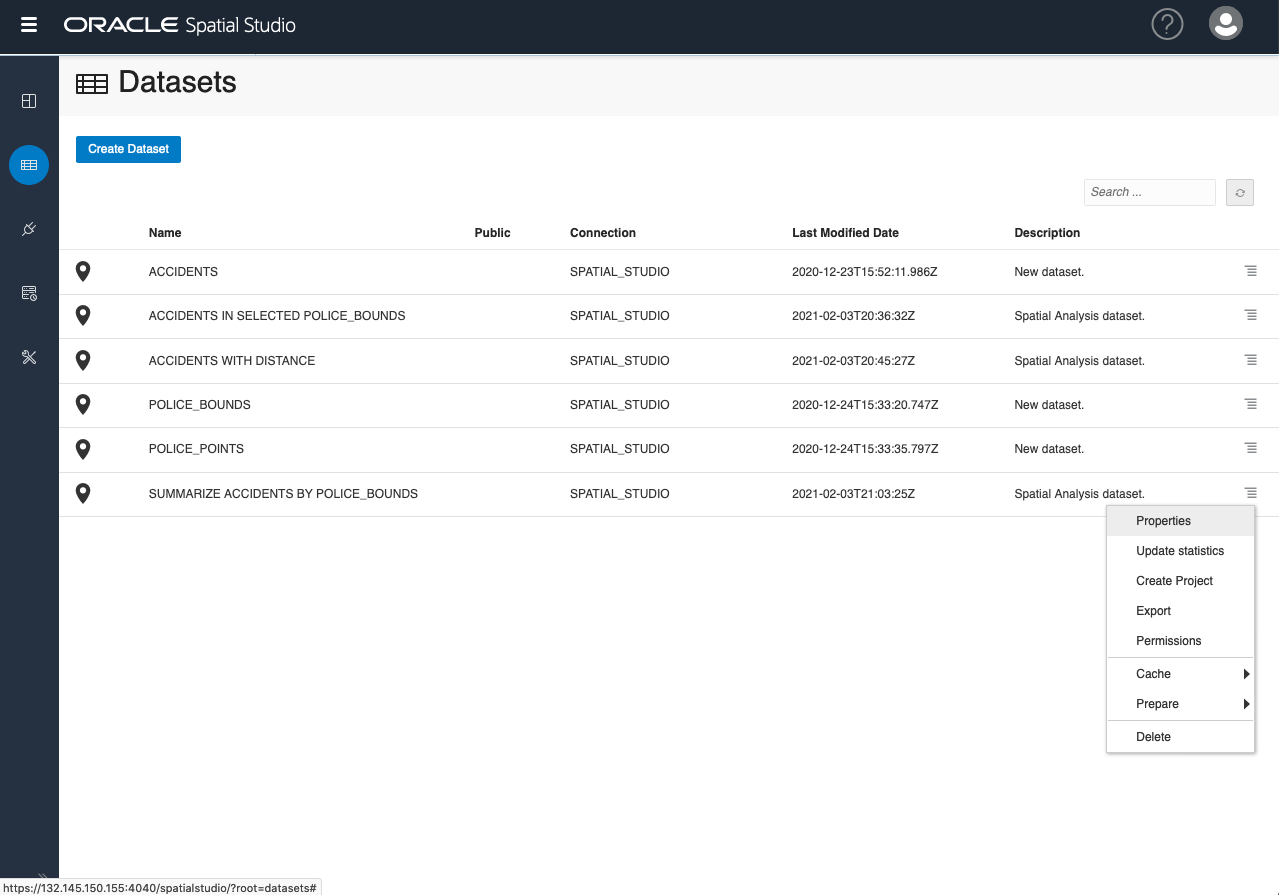 ORACLE Spatial Studio ?
Datasets
Create Dataset
Search ...
Name Public Connection Last Modified Date Description
ACCIDENTS SPATIAL_STUDIO 2020-12-23T15:52:11.986Z New dataset.
ACCIDENTS IN SELECTED POLICE_BOUNDS SPATIAL_STUDIO 2021-02-03T20:36:32Z Spatial Analysis dataset.
ACCIDENTS WITH DISTANCE SPATIAL_STUDIO 2021-02-03T20:45:27Z Spatial Analysis dataset.
POLICE_BOUNDS SPATIAL_STUDIO 2020-12-24T15:33:20.747Z New dataset.
POLICE_POINTS SPATIAL_STUDIO 2020-12-24T15:33:35.797Z New dataset.
SUMMARIZE ACCIDENTS BY POLICE_BOUNDS SPATIAL_STUDIO 2021-02-03T21:03:25Z Spatial Analysis dataset.
Properties
Update statistics
Create Project
Export
Permissions
Cache
Prepare
Delete
https://132.145.150.155:4040/spatialstudio/?root=datasets#